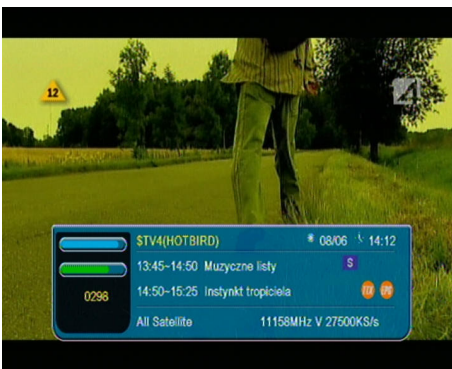 12
4
$TV4(HOTBIRD) 08/06 14:12
13:45-14:50 Muzyczne listy S
14:50-15:25 Instynkt tropiciela TXT EPG
0298
All Satellite 11158MHz V 27500KS/s